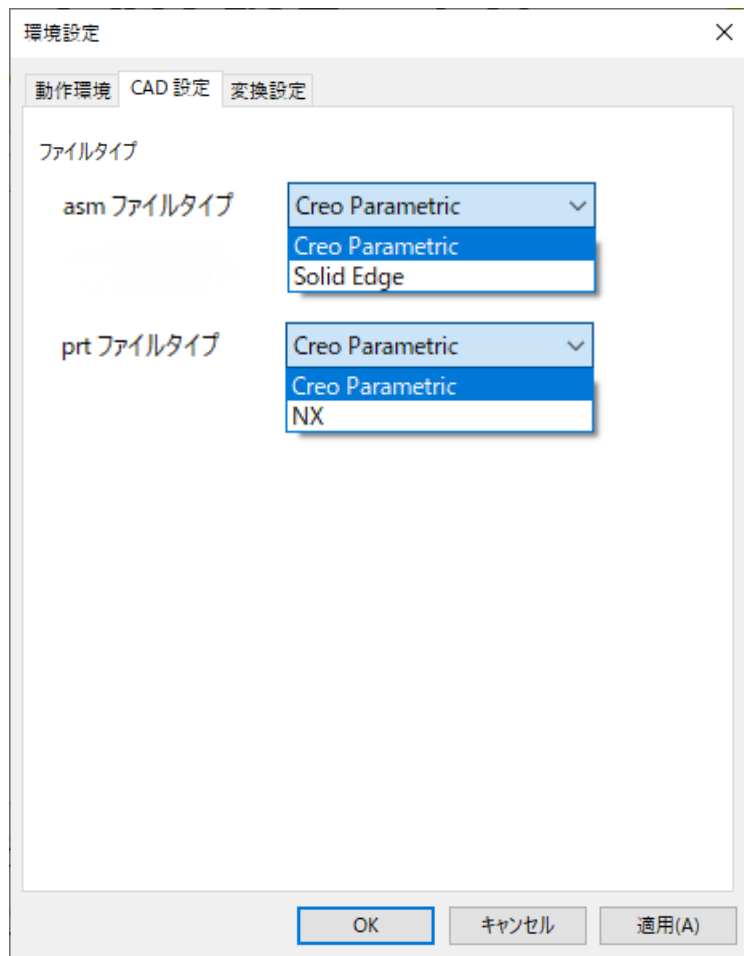 環境設定
動作環境 CAD 設定 変換設定
ファイルタイプ
asm ファイルタイプ Creo Parametric
Creo Parametric
Solid Edge
prt ファイルタイプ Creo Parametric
Creo Parametric
NX
OK キャンセル 適用(A)